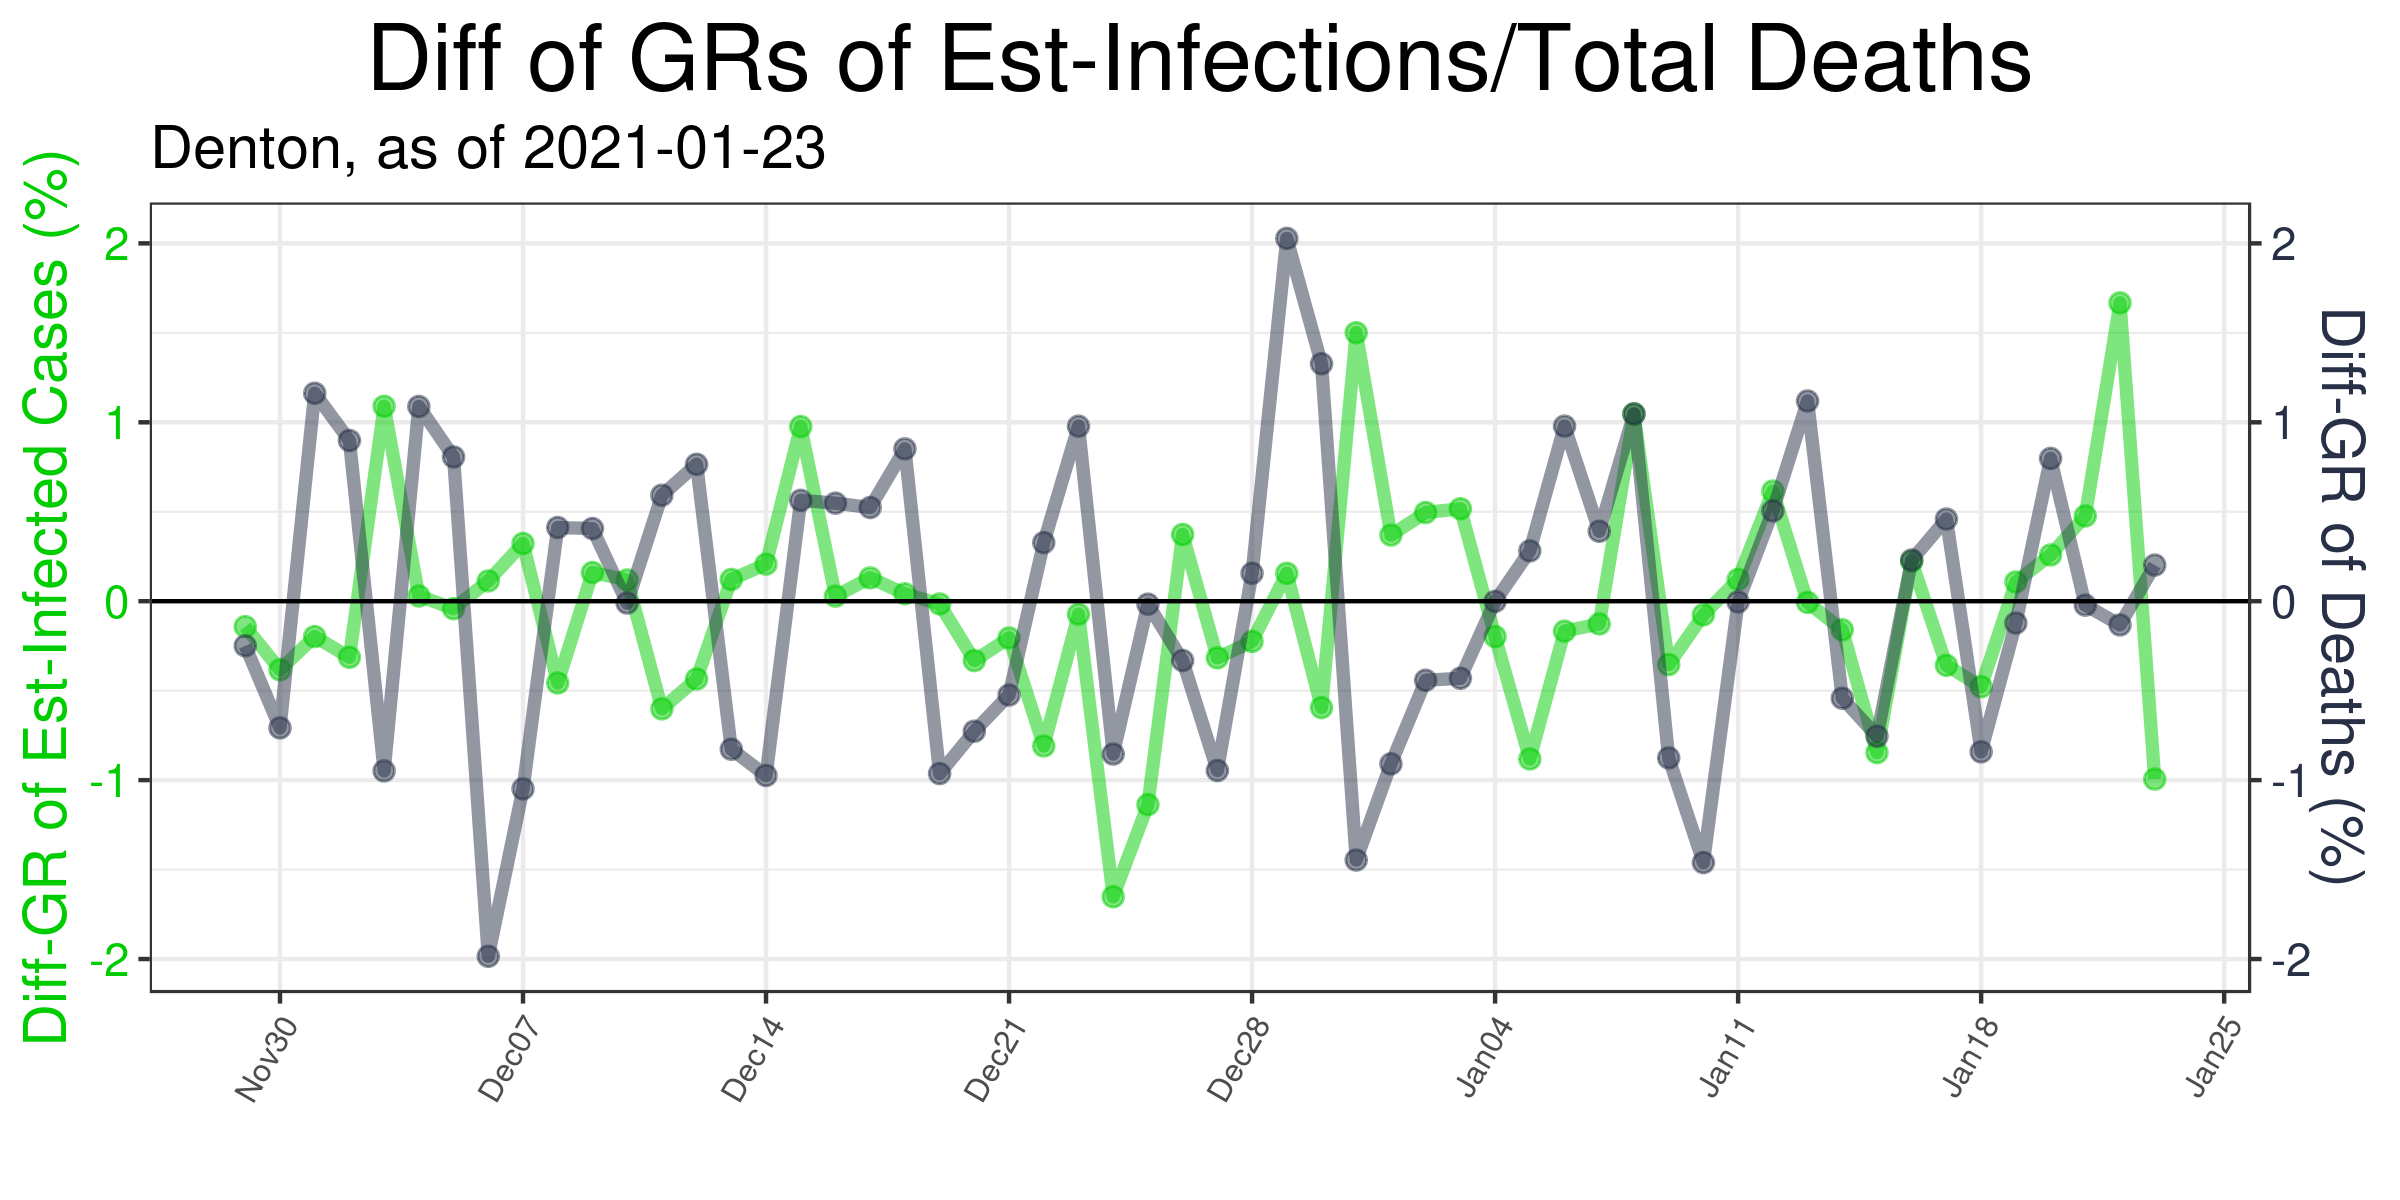 Diff of GRs of Est-Infections/Total Deaths
Denton, as of 2021-01-23
Diff-GR of Est-Infected Cases (%)
2
1
0
-1
-2
2
1
0
-1
-2
Diff-GR of Deaths (%)
Nov30
Dec07
Dec14
Dec21
Dec28
Jan04
Jan11
Jan18
Jan25